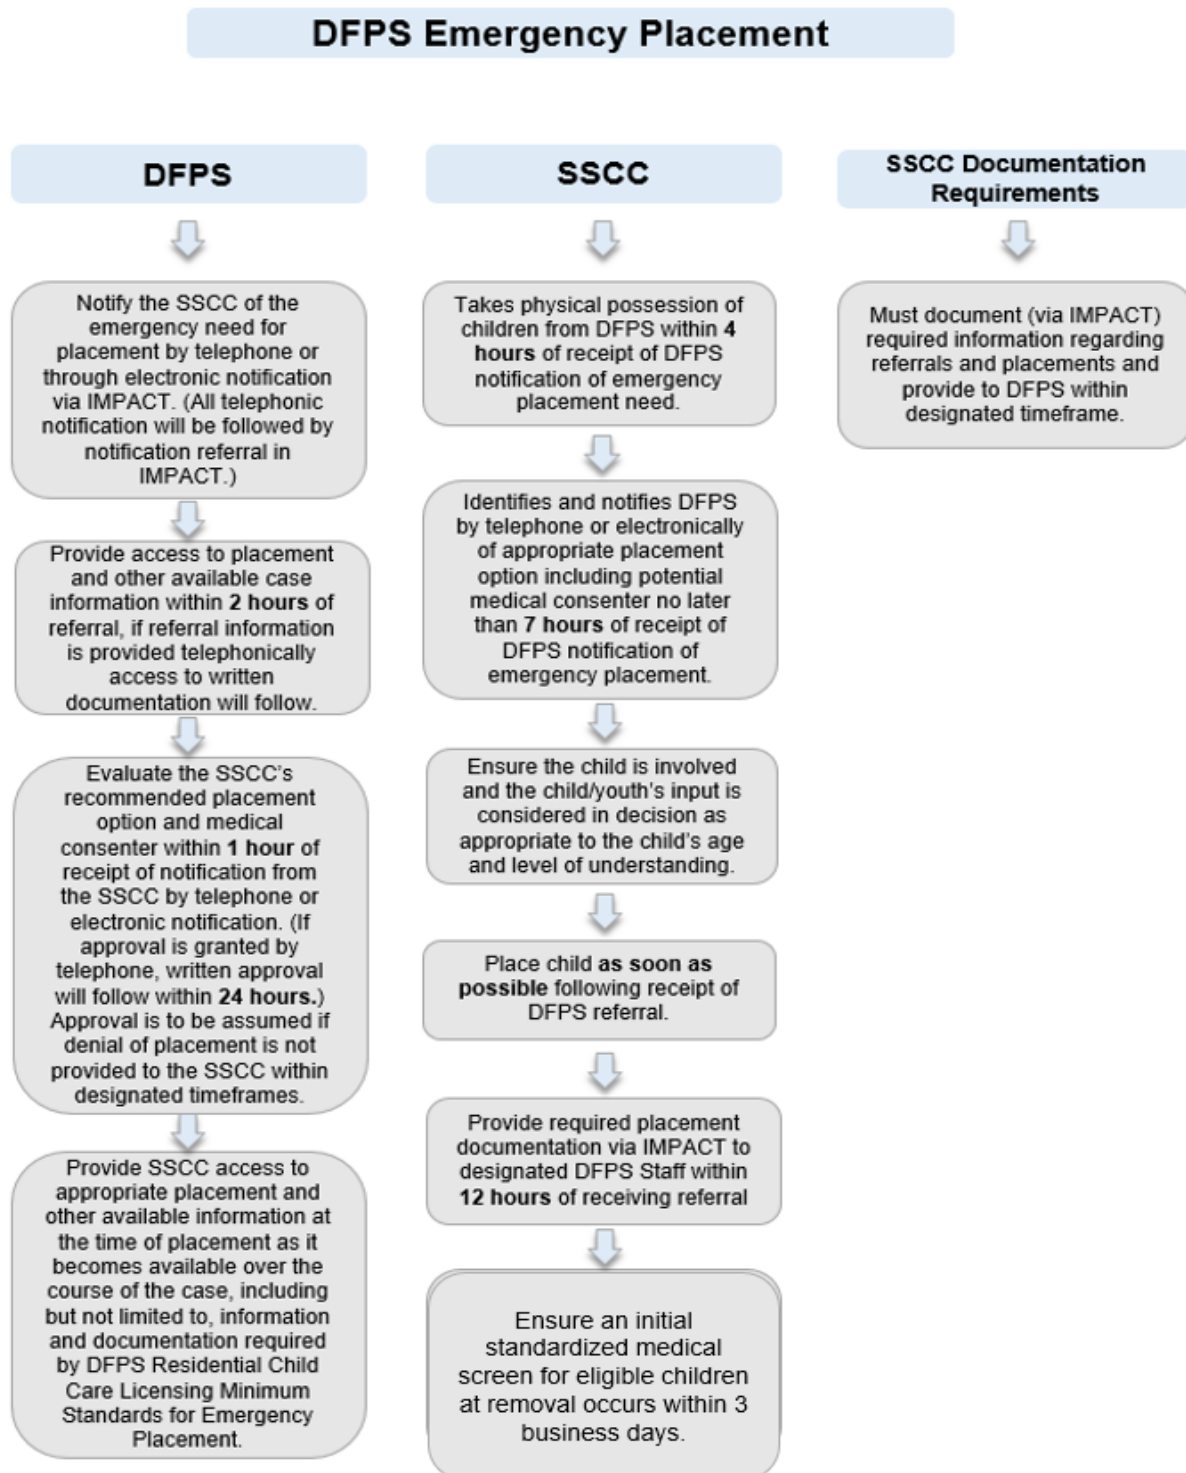 DFPS Emergency Placement
DFPS
Notify the SSCC of the
emergency need for
placement by telephone or
through electronic notification
via IMPACT. (All telephonic
notification will be followed by
notification referral in
IMPACT.)
Provide access to placement
and other available case
information within 2 hours of
referral, if referral information
is provided telephonically
access to written
documentation will follow.
Evaluate the SSCC's
recommended placement
option and medical
consenter within 1 hour of
receipt of notification from
the SSCC by telephone or
electronic notification. (If
approval is granted by
telephone, written approval
will follow within 24 hours.)
Approval is to be assumed if
denial of placement is not
provided to the SSCC within
designated timeframes.
Provide SSCC access to
appropriate placement and
other available information at
the time of placement as it
becomes available over the
course of the case, including
but not limited to, information
and documentation required
by DFPS Residential Child
Care Licensing Minimum
Standards for Emergency
Placement.
SSCC
Takes physical possession of
children from DFPS within 4
hours of receipt of DFPS
notification of emergency
placement need.
Identifies and notifies DFPS
by telephone or electronically
of appropriate placement
option including potential
medical consenter no later
than 7 hours of receipt of
DFPS notification of
emergency placement.
Ensure the child is involved
and the child/youth's input is
considered in decision as
appropriate to the child's age
and level of understanding.
Place child as soon as
possible following receipt of
DFPS referral.
Provide required placement
documentation via IMPACT to
designated DFPS Staff within
12 hours of receiving referral
Ensure an initial
standardized medical
screen for eligible children
at removal occurs within 3
business days.
SSCC Documentation
Requirements
Must document (via IMPACT)
required information regarding
referrals and placements and
provide to DFPS within
designated timeframe.